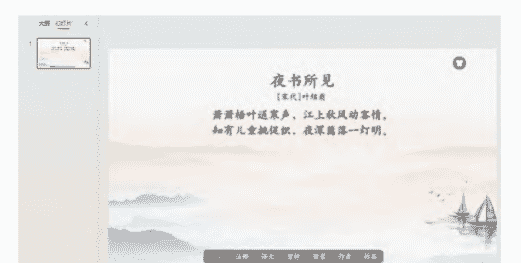 大纲 幻灯片
1
夜书所见
[宋代]叶绍翁
萧萧梧叶送寒声，江上秋风动客情。
知有儿童挑促织，夜深篱落一灯明。
注释 译文 赏析 背景 作者